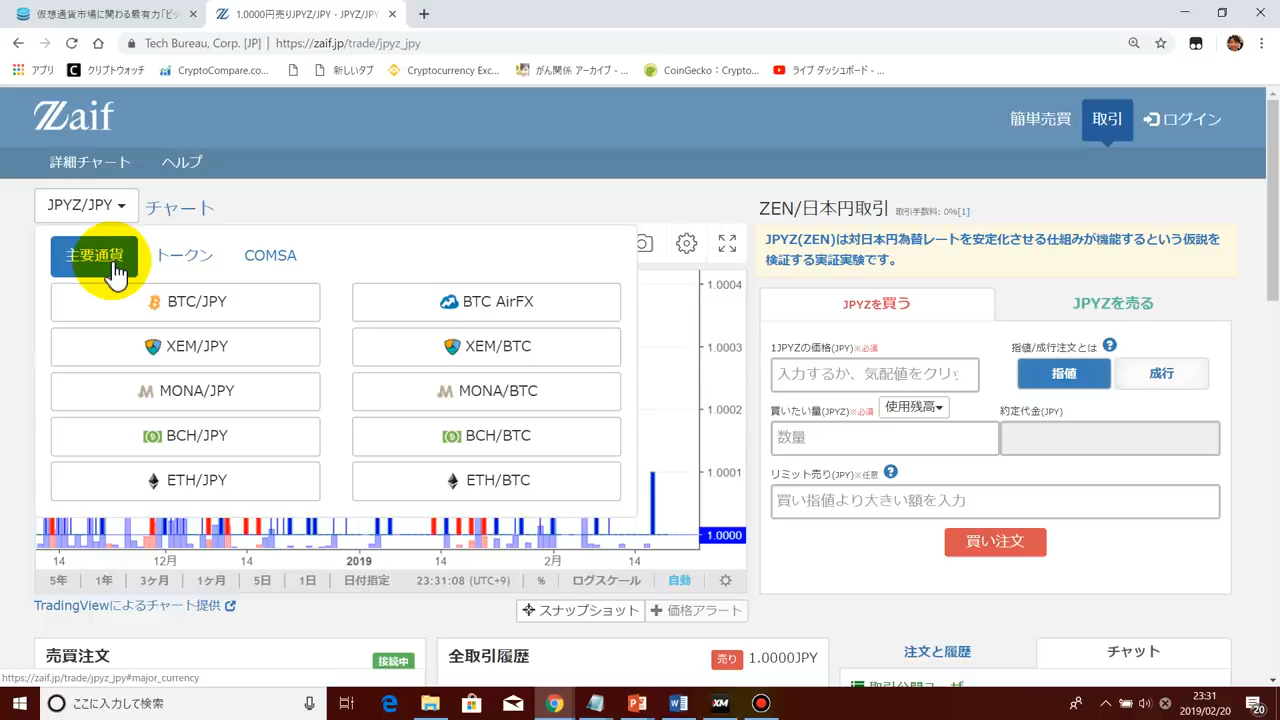 仮想通貨市場に関わる最有力「ビッ
1.0000円売りJPYZ/JPY - JPYZ/JPY
Tech Bureau, Corp. [JP] | https://zaif.jp/trade/jpyz_jpy
アプリ クリプトウォッチ CryptoCompare.co... 新しいタブ Cryptocurrency Exc... がん関係 アーカイブ - ... CoinGecko：Crypto... ライブ ダッシュボード - ...
Zaif
簡単売買 取引 ログイン
詳細チャート ヘルプ
JPYZ/JPY チャート
主要通貨 トークン COMSA
BTC/JPY BTC AirFX
XEM/JPY XEM/BTC
MONA/JPY MONA/BTC
BCH/JPY BCH/BTC
ETH/JPY ETH/BTC
1.0004
1.0003
1.0002
1.0001
1.0000
14 12月 14 2019 14 2月 14
5年 1年 3ヶ月 1ヶ月 5日 1日 日付指定 23:31:08 (UTC+9) % ログスケール 自動
TradingViewによるチャート提供
スナップショット 価格アラート
ZEN/日本円取引 取引手数料: 0%[1]
JPYZ(ZEN)は対日本円為替レートを安定化させる仕組みが機能するという仮説を
検証する実証実験です。
JPYZを買う JPYZを売る
1JPYZの価格(JPY)※必須 指値/成行注文とは
入力するか、気配値をクリッ 指値 成行
買いたい量(JPYZ)※必須 使用残高 約定代金(JPY)
数量
リミット売り(JPY)※任意
買い指値より大きい額を入力
買い注文
売買注文 接続中
全取引履歴 売り 1.0000JPY
注文と履歴 チャット
https://zaif.jp/trade/jpyz_jpy#major_currency
ここに入力して検索
XM
23:31
2019/02/20
20